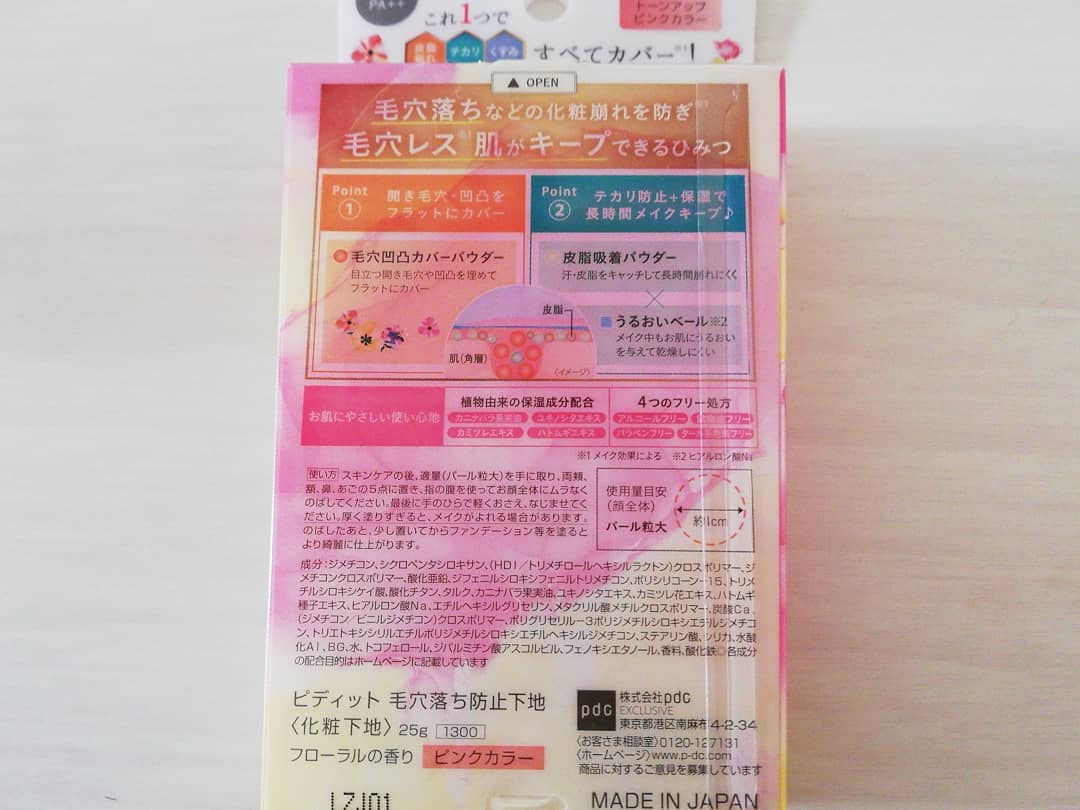 PA++
これ1つで
トーンアップ
ピンクカラー
テカリ
くすみ
すべてカバー※1!
▲ OPEN
毛穴落ちなどの化粧崩れを防ぎ※1
毛穴レス※1肌がキープできるひみつ
Point 1
開き毛穴・凹凸を
フラットにカバー
Point 2
テカリ防止+保湿で
長時間メイクキープ♪
毛穴凹凸カバーパウダー
目立つ開き毛穴や凹凸を埋めて
フラットにカバー
皮脂吸着パウダー
汗・皮脂をキャッチして長時間崩れにくく
×
うるおいベール※2
メイク中もお肌にうるおい
を与えて乾燥しにくい
皮脂
肌(角層)
〈イメージ〉
お肌にやさしい使い心地
植物由来の保湿成分配合
カニナバラ果実油 ユキノシタエキス
カミツレエキス ハトムギエキス
4つのフリー処方
アルコールフリー フリー
パラベンフリー フリー
※1 メイク効果による ※2 ヒアルロン酸Na
使い方 スキンケアの後、適量(パール粒大)を手に取り、両頬、
額、鼻、あごの5点に置き、指の腹を使ってお顔全体にムラなく
のばしてください。最後に手のひらで軽くおさえ、なじませてく
ださい。厚く塗りすぎると、メイクがよれる場合があります。
のばしたあと、少し置いてからファンデーション等を塗ると
より綺麗に仕上がります。
使用量目安
(顔全体)
パール粒大
約1cm
成分:ジメチコン、シクロペンタシロキサン、(HDI/トリメチロールヘキシルラクトン)クロスポリマー、ジ
メチコンクロスポリマー、酸化亜鉛、ジフェニルシロキシフェニルトリメチコン、ポリシリコーン-15、トリメ
チルシロキシケイ酸、酸化チタン、タルク、カニナバラ果実油、ユキノシタエキス、カミツレ花エキス、ハトムギ
種子エキス、ヒアルロン酸Na、エチルヘキシルグリセリン、メタクリル酸メチルクロスポリマー、炭酸Ca、
(ジメチコン/ビニルジメチコン)クロスポリマー、ポリグリセリル-3ポリジメチルシロキシエチルジメチコ
ン、トリエトキシシリルエチルポリジメチルシロキシエチルヘキシルジメチコン、ステアリン酸、シリカ、水酸
化Al、BG、水、トコフェロール、ジパルミチン酸アスコルビル、フェノキシエタノール、香料、酸化鉄◎各成分
の配合目的はホームページに記載しています
ピディット 毛穴落ち防止下地
〈化粧下地〉 25g 1300
フローラルの香り ピンクカラー
pdc
株式会社pdc
EXCLUSIVE
東京都港区南麻布4-2-34
〈お客さま相談室〉0120-127131
〈ホームページ〉www.p-dc.com
商品に対するご意見を募集しています
LZJ01
MADE IN JAPAN